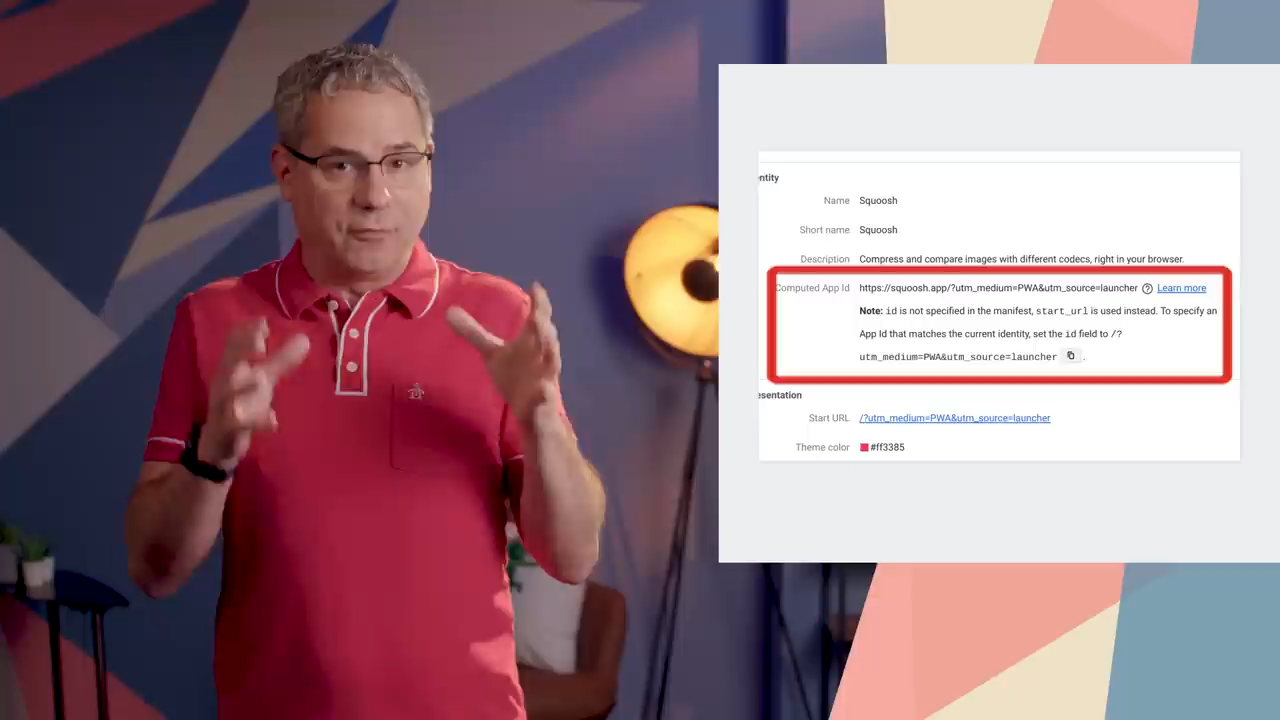 ntity
Name Squoosh
Short name Squoosh
Description Compress and compare images with different codecs, right in your browser.
Computed App Id https://squoosh.app/?utm_medium=PWA&utm_source=launcher ? Learn more
Note: id is not specified in the manifest, start_url is used instead. To specify an
App Id that matches the current identity, set the id field to /?
utm_medium=PWA&utm_source=launcher .
esentation
Start URL /?utm_medium=PWA&utm_source=launcher
Theme color #ff3385